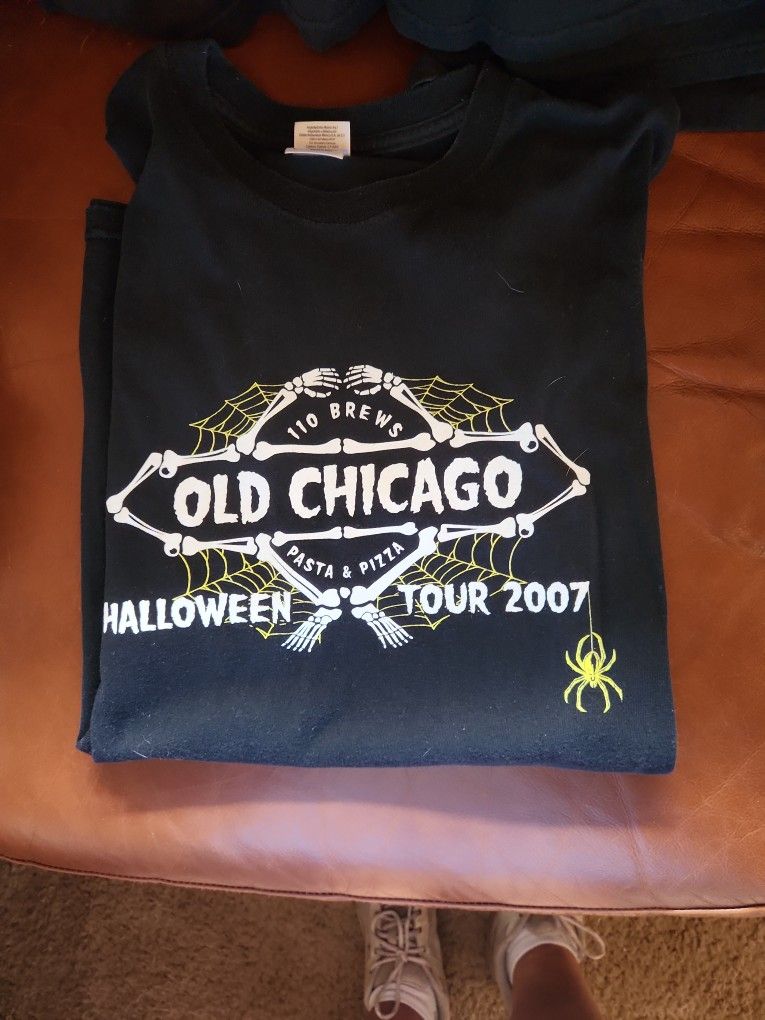 110 BREWS
OLD CHICAGO
PASTA & PIZZA
HALLOWEEN TOUR 2007